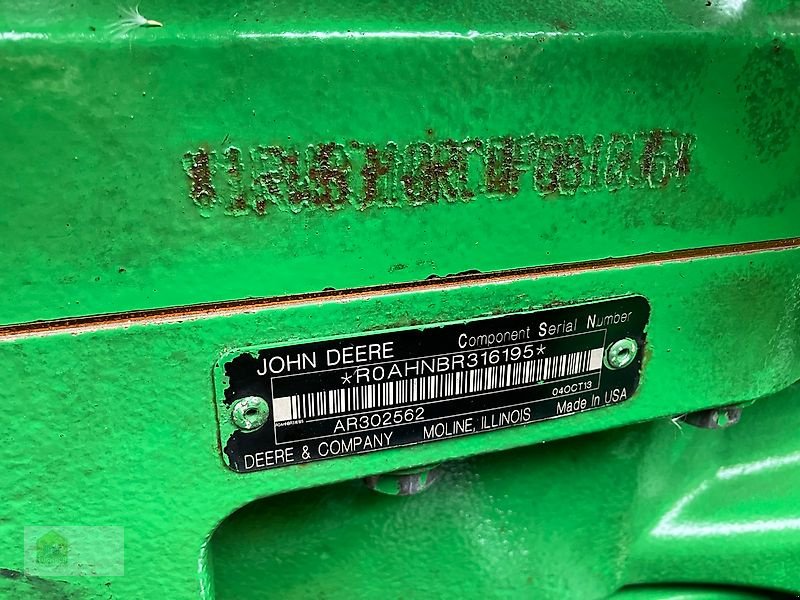 JOHN DEERE
Component Serial Number
*R0AHNBR316195*
AR302562
04OCT13
DEERE & COMPANY MOLINE, ILLINOIS Made In USA